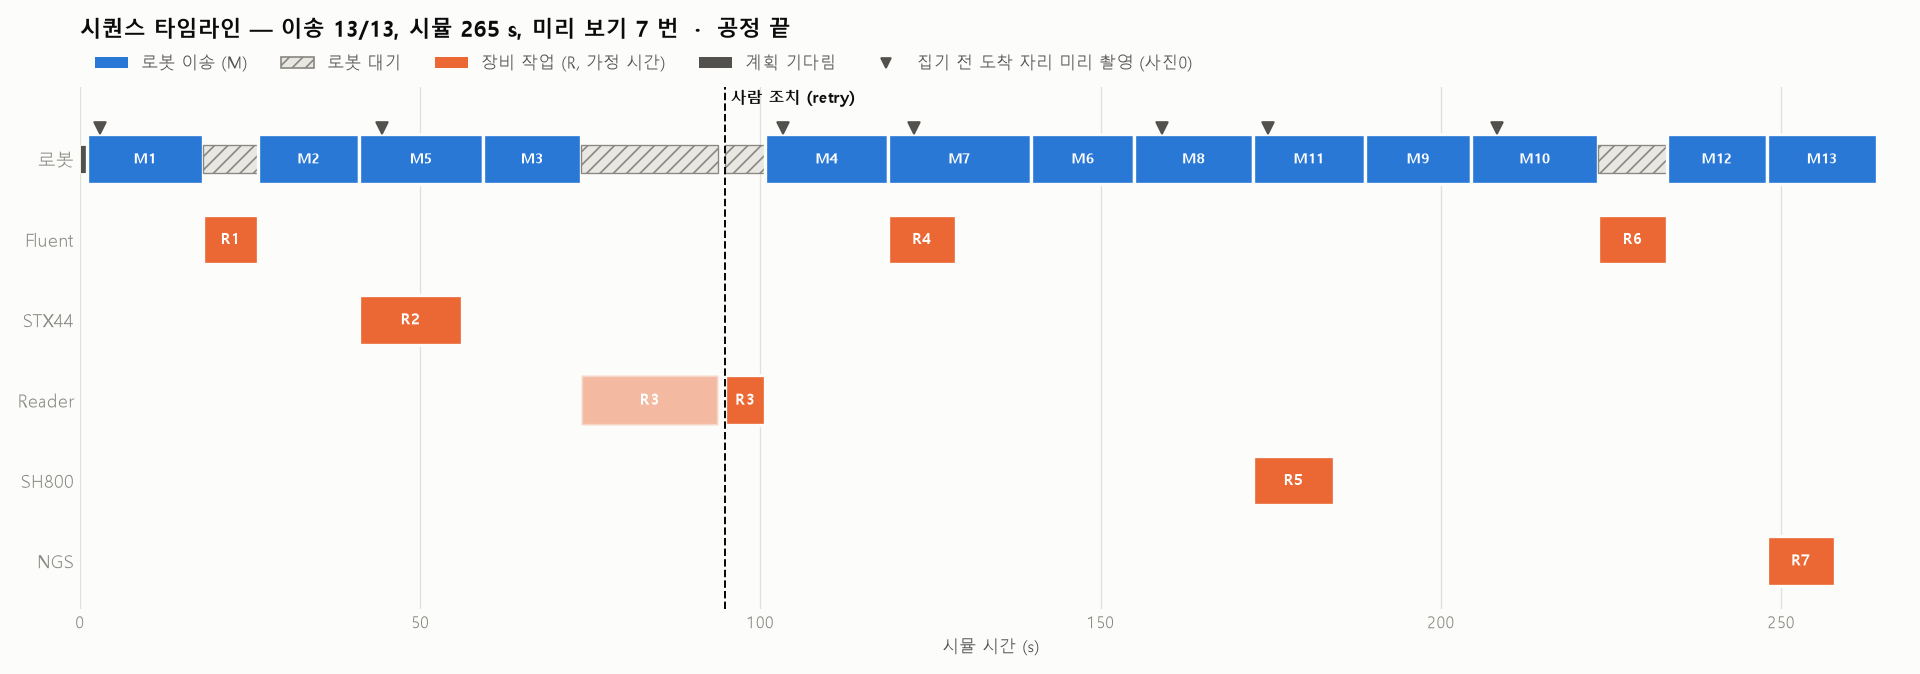 시퀀스 타임라인 — 이송 13/13, 시뮬 265 s, 미리 보기 7 번 · 공정 끝
로봇 이송 (M) 로봇 대기 장비 작업 (R, 가정 시간) 계획 기다림 집기 전 도착 자리 미리 촬영 (사진0)
사람 조치 (retry)
로봇 M1 M2 M5 M3 M4 M7 M6 M8 M11 M9 M10 M12 M13
Fluent R1 R4 R6
STX44 R2
Reader R3 R3
SH800 R5
NGS R7
0 50 100 150 200 250
시뮬 시간 (s)